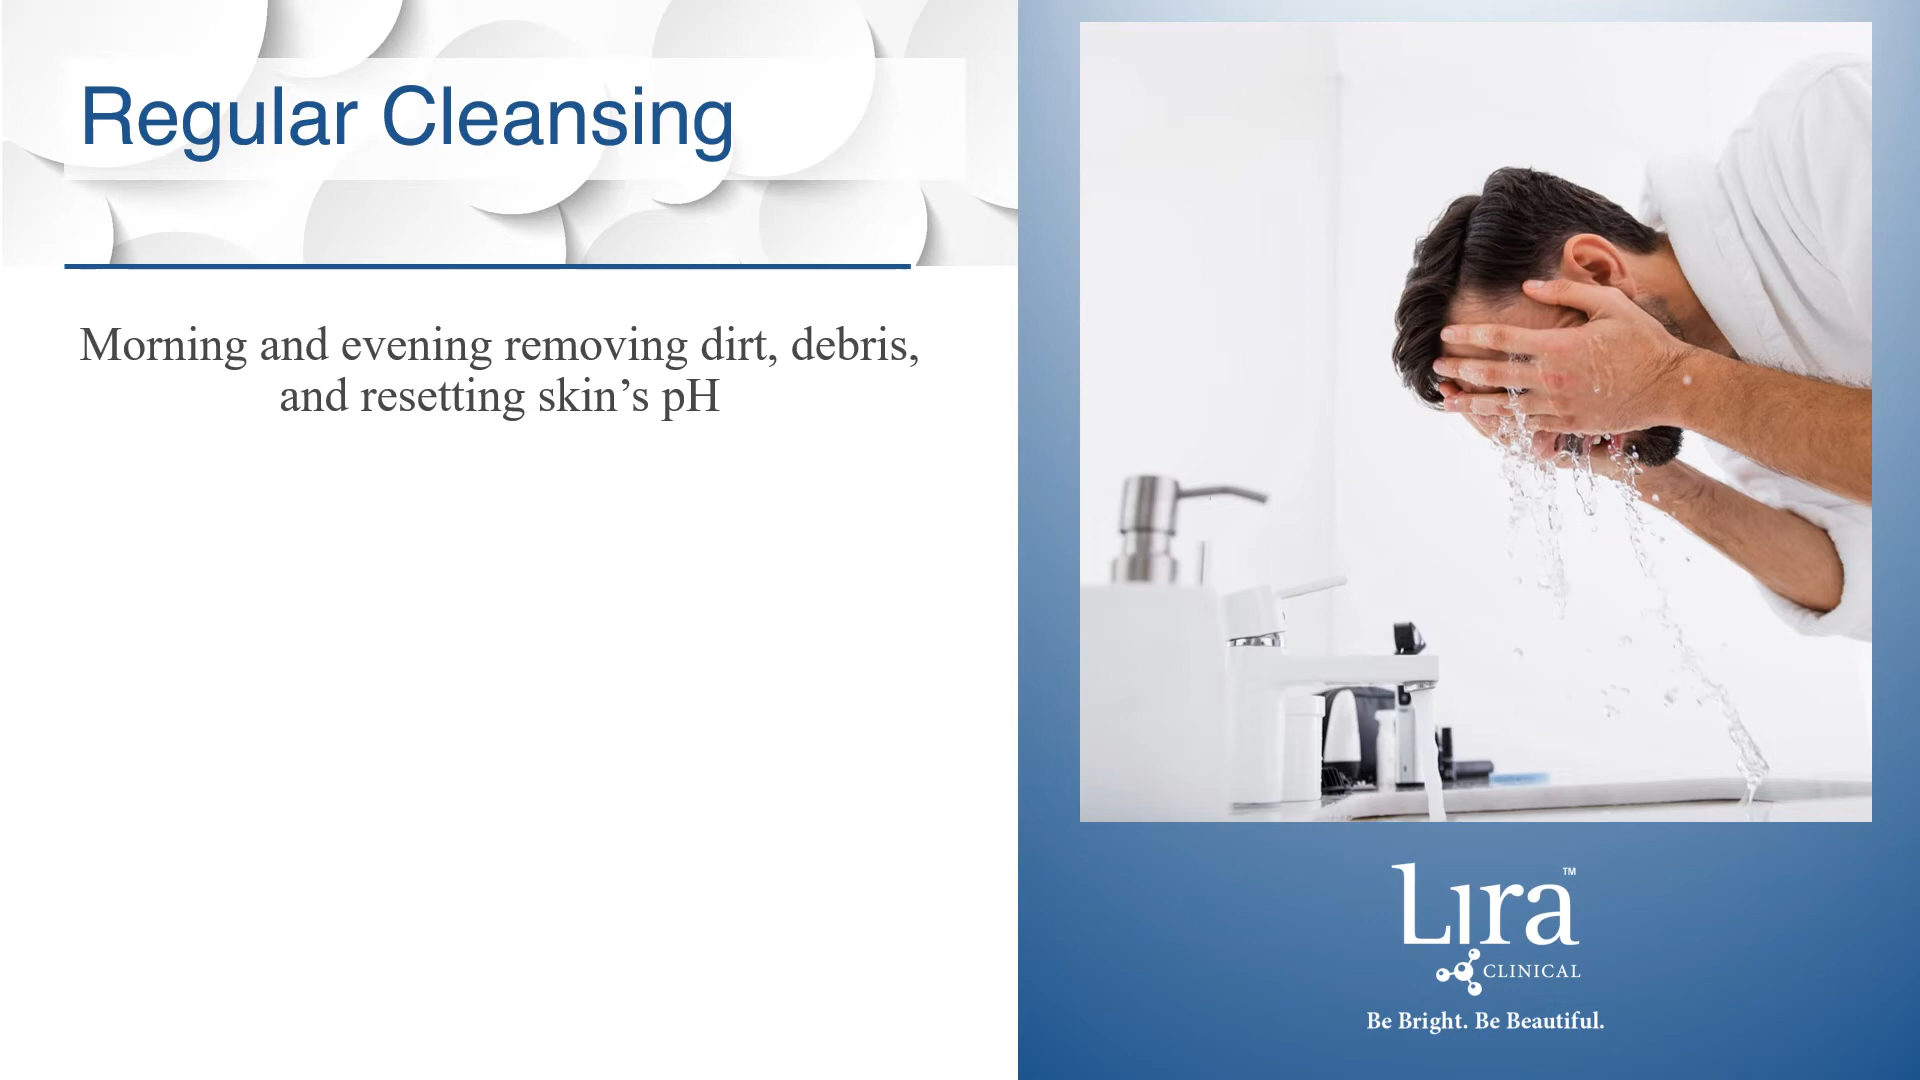 Regular Cleansing
Morning and evening removing dirt, debris,
and resetting skin’s pH
Lira™
CLINICAL
Be Bright. Be Beautiful.